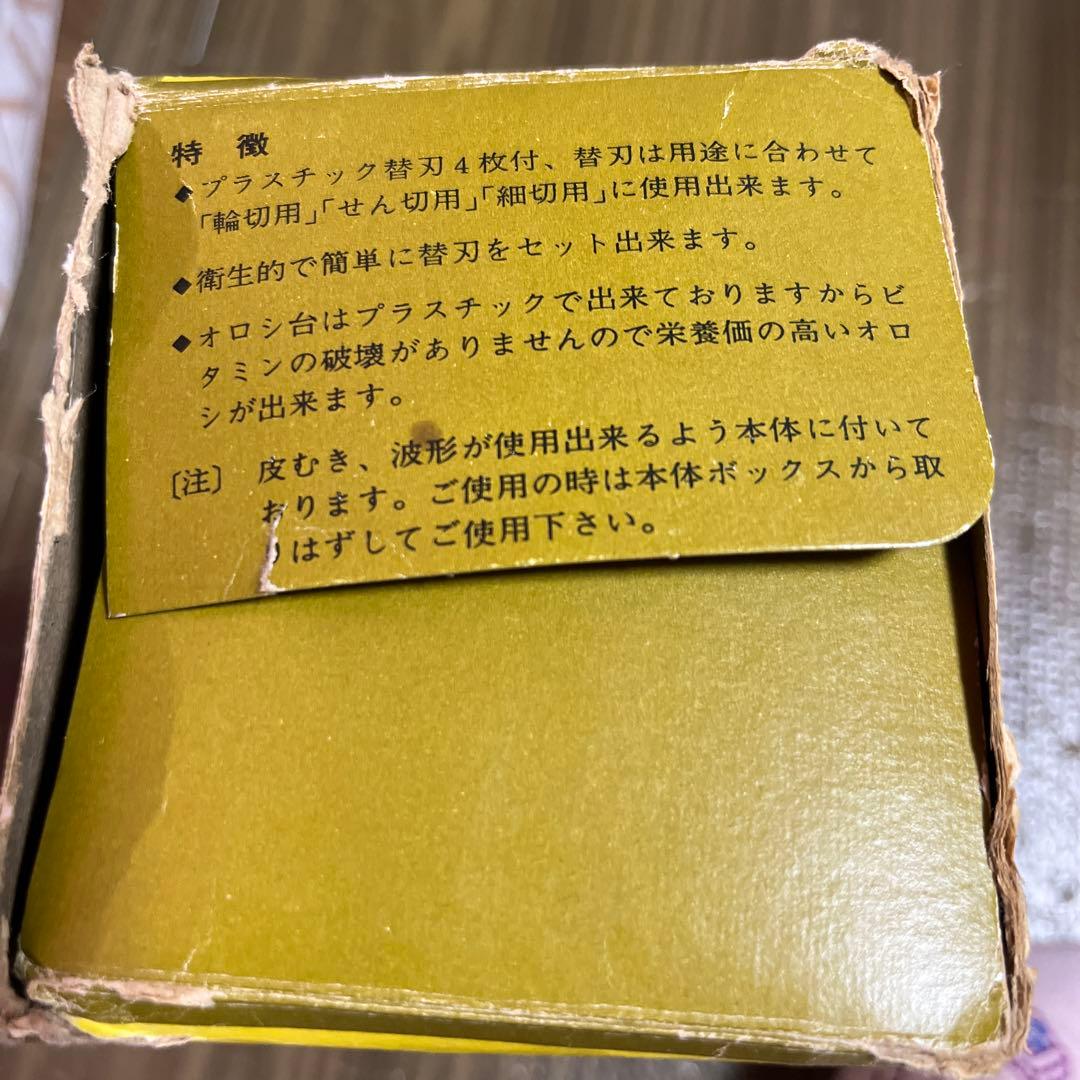 特徴
◆プラスチック替刃4枚付、替刃は用途に合わせて
「輪切用」「せん切用」「細切用」に使用出来ます。
◆衛生的で簡単に替刃をセット出来ます。
◆オロシ台はプラスチックで出来ておりますからビ
タミンの破壊がありませんので栄養価の高いオロ
シが出来ます。
〔注〕 皮むき、波形が使用出来るよう本体に付いて
おります。ご使用の時は本体ボックスから取
りはずしてご使用下さい。